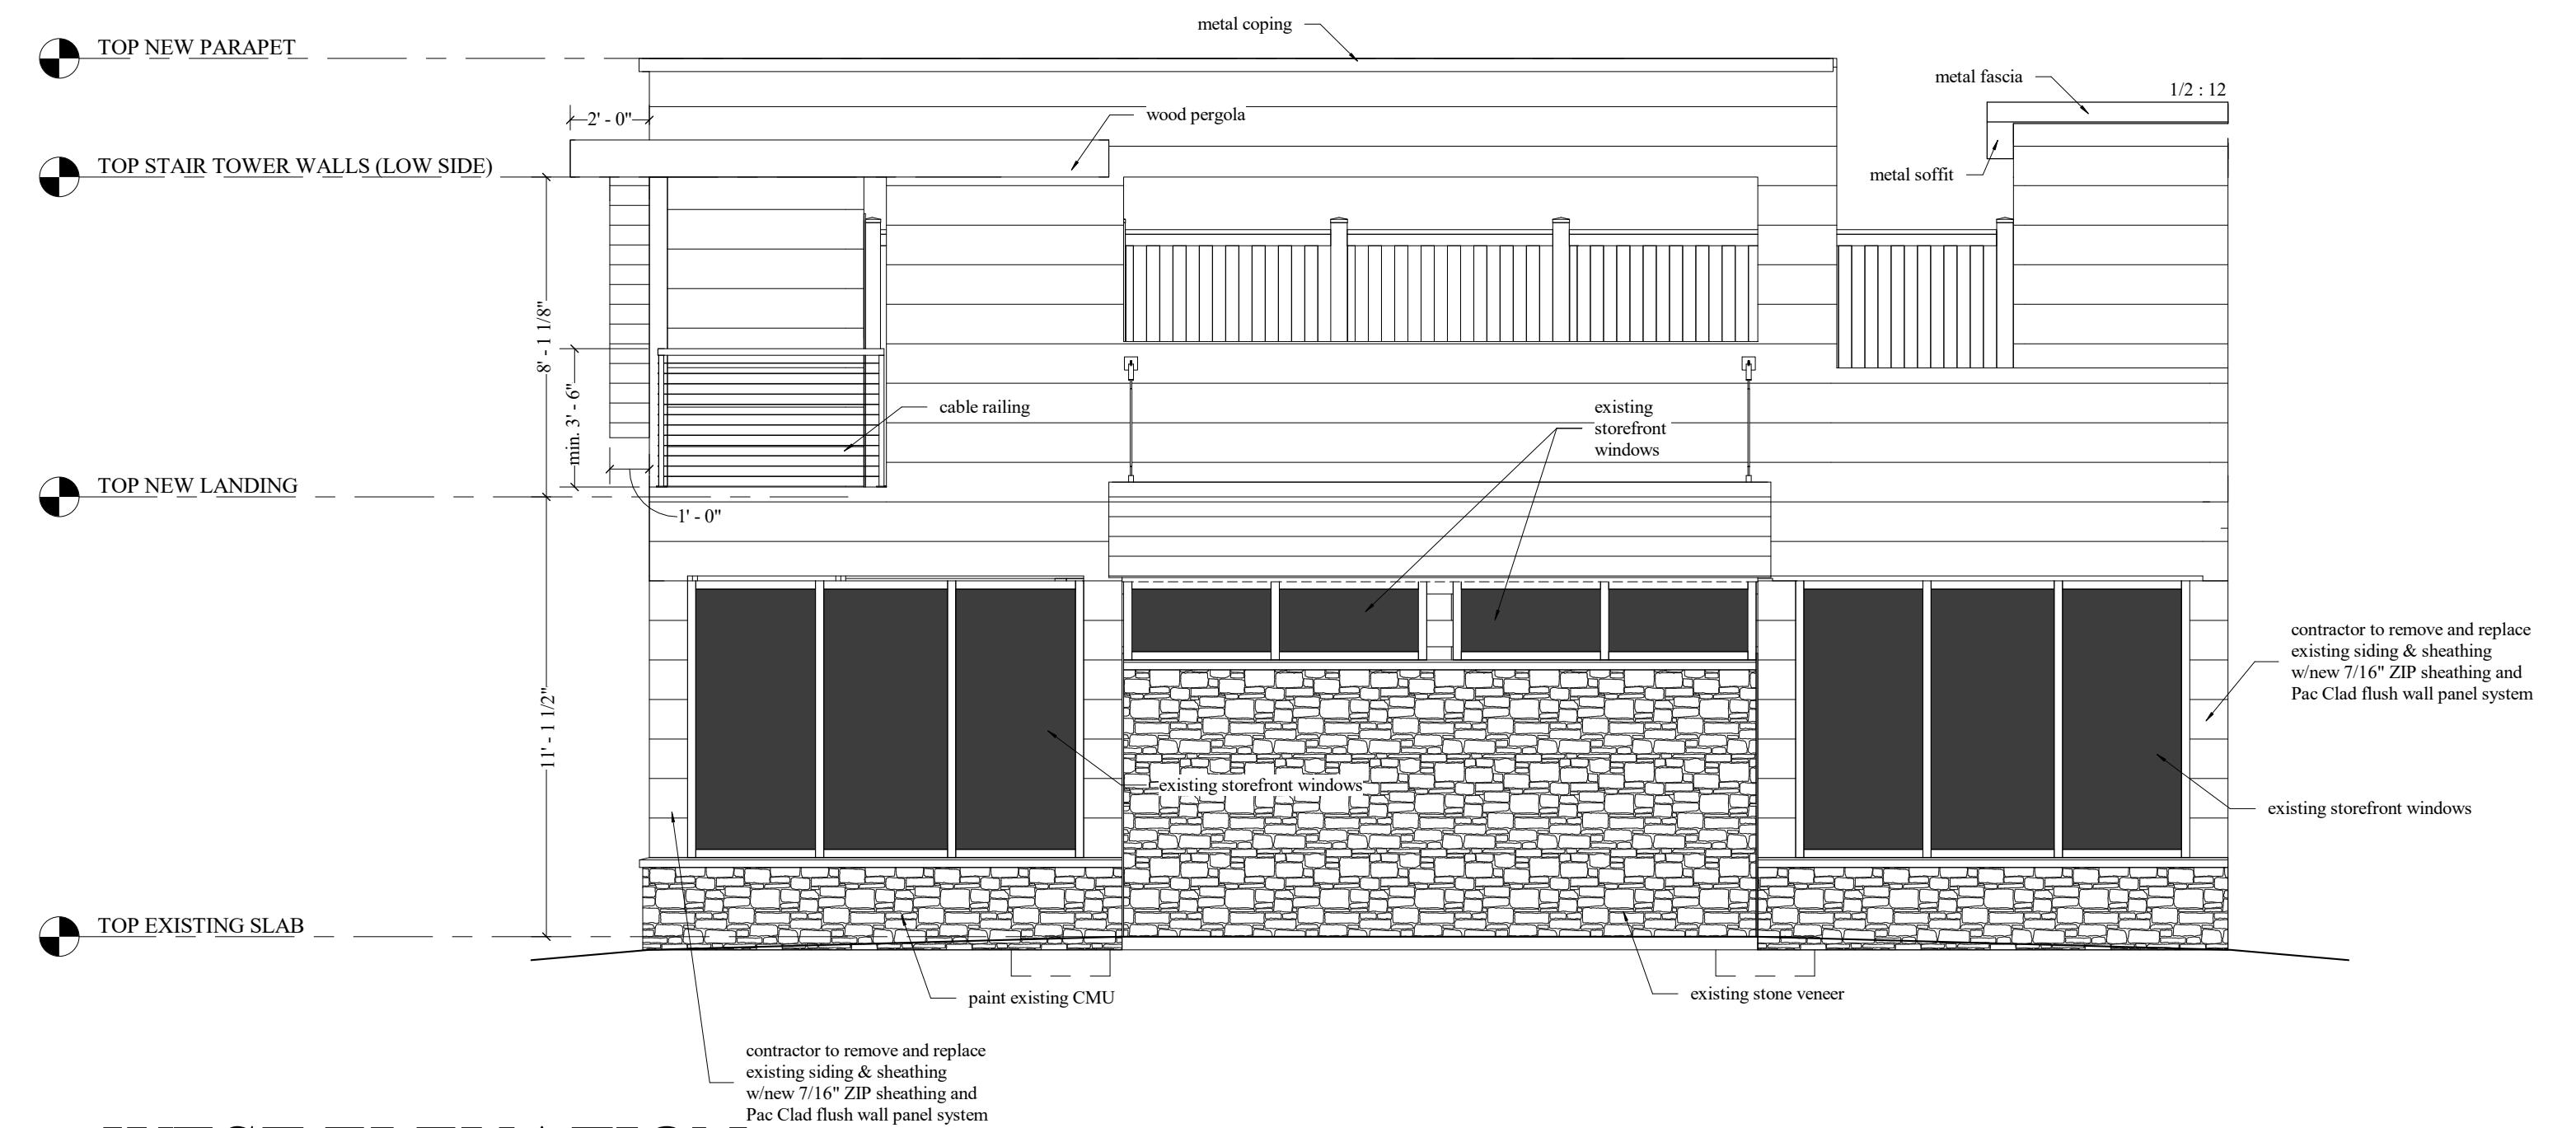 metal coping
TOP NEW PARAPET
metal fascia
1/2 : 12
2' - 0"
wood pergola
TOP STAIR TOWER WALLS (LOW SIDE)
metal soffit
8' - 1 1/8"
min. 3' - 6"
cable railing
existing
storefront
windows
TOP NEW LANDING
1' - 0"
contractor to remove and replace
existing siding & sheathing
w/new 7/16" ZIP sheathing and
Pac Clad flush wall panel system
11' - 1 1/2"
existing storefront windows
existing storefront windows
TOP EXISTING SLAB
paint existing CMU
existing stone veneer
contractor to remove and replace
existing siding & sheathing
w/new 7/16" ZIP sheathing and
Pac Clad flush wall panel system